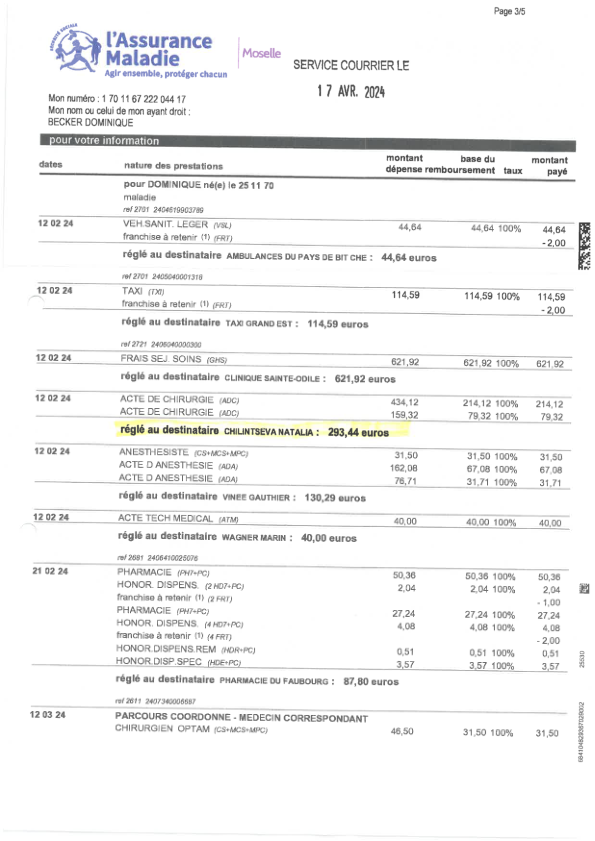 Page 3/5
SÉCURITÉ SOCIALE
l'Assurance
Maladie
Agir ensemble, protéger chacun
Moselle
SERVICE COURRIER LE
17 AVR. 2024
Mon numéro : 1 70 11 67 222 044 17
Mon nom ou celui de mon ayant droit :
BECKER DOMINIQUE
pour votre information
dates nature des prestations montant dépense base du remboursement taux montant payé
pour DOMINIQUE né(e) le 25 11 70
maladie
ref 2701 2404619903789
12 02 24 VEH.SANIT. LEGER (VSL) 44,64 44,64 100% 44,64
franchise à retenir (1) (FRT) - 2,00
réglé au destinataire AMBULANCES DU PAYS DE BITCHE : 44,64 euros
ref 2701 2405040001318
12 02 24 TAXI (TXI) 114,59 114,59 100% 114,59
franchise à retenir (1) (FRT) - 2,00
réglé au destinataire TAXI GRAND EST : 114,59 euros
ref 2721 2406040000300
12 02 24 FRAIS SEJ. SOINS (GHS) 621,92 621,92 100% 621,92
réglé au destinataire CLINIQUE SAINTE-ODILE : 621,92 euros
12 02 24 ACTE DE CHIRURGIE (ADC) 434,12 214,12 100% 214,12
ACTE DE CHIRURGIE (ADC) 159,32 79,32 100% 79,32
réglé au destinataire CHILINTSEVA NATALIA : 293,44 euros
12 02 24 ANESTHESISTE (CS+MCS+MPC) 31,50 31,50 100% 31,50
ACTE D ANESTHESIE (ADA) 162,08 67,08 100% 67,08
ACTE D ANESTHESIE (ADA) 76,71 31,71 100% 31,71
réglé au destinataire VINEE GAUTHIER : 130,29 euros
12 02 24 ACTE TECH MEDICAL (ATM) 40,00 40,00 100% 40,00
réglé au destinataire WAGNER MARIN : 40,00 euros
ref 2681 2406410025076
21 02 24 PHARMACIE (PH7+PC) 50,36 50,36 100% 50,36
HONOR. DISPENS. (2 HD7+PC) 2,04 2,04 100% 2,04
franchise à retenir (1) (2 FRT) - 1,00
PHARMACIE (PH7+PC) 27,24 27,24 100% 27,24
HONOR. DISPENS. (4 HD7+PC) 4,08 4,08 100% 4,08
franchise à retenir (1) (4 FRT) - 2,00
HONOR.DISPENS.REM (HDR+PC) 0,51 0,51 100% 0,51
HONOR.DISP.SPEC (HDE+PC) 3,57 3,57 100% 3,57
réglé au destinataire PHARMACIE DU FAUBOURG : 87,80 euros
ref 2611 2407340006687
12 03 24 PARCOURS COORDONNE - MEDECIN CORRESPONDANT
CHIRURGIEN OPTAM (CS+MCS+MPC) 46,50 31,50 100% 31,50
25530